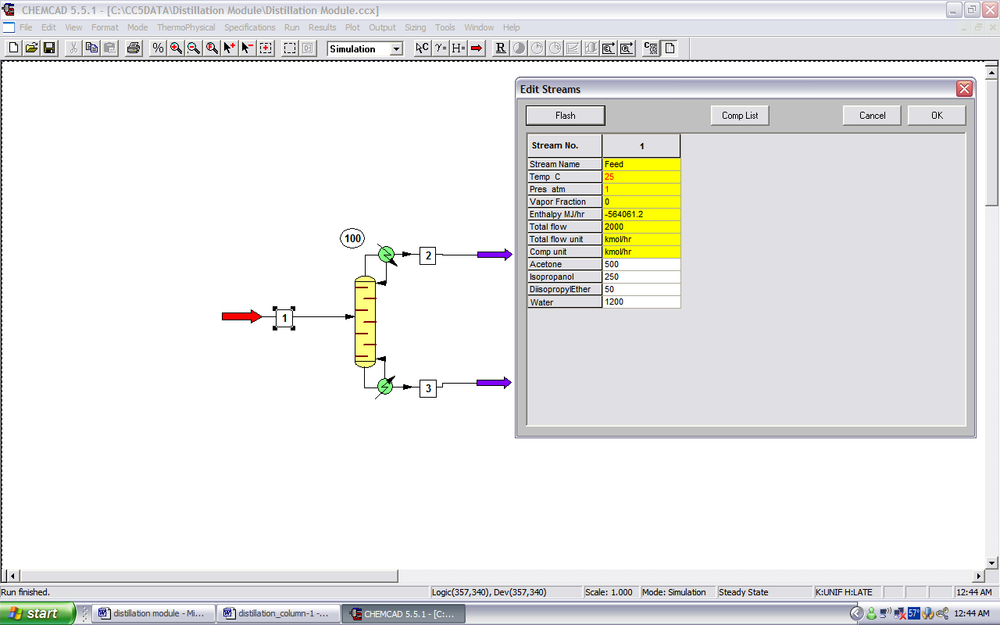 CHEMCAD 5.5.1 - [C:\CC5DATA\Distillation Module\Distillation Module.ccx]
File Edit View Format Mode ThermoPhysical Specifications Run Results Plot Output Sizing Tools Window Help
% Simulation C γ= H= R C
Edit Streams
Flash Comp List Cancel OK
Stream No. 1
Stream Name Feed
Temp C 25
Pres atm 1
Vapor Fraction 0
Enthalpy MJ/hr -564061.2
Total flow 2000
Total flow unit kmol/hr
Comp unit kmol/hr
Acetone 500
Isopropanol 250
DiisopropylEther 50
Water 1200
100
2
1
3
Run finished. Logic(357,340), Dev(357,340) Scale: 1.000 Mode: Simulation Steady State K:UNIF H:LATE 12:44 AM
start distillation module - Mi... distillation_column-1 -... CHEMCAD 5.5.1 - [C:... 57° 12:44 AM